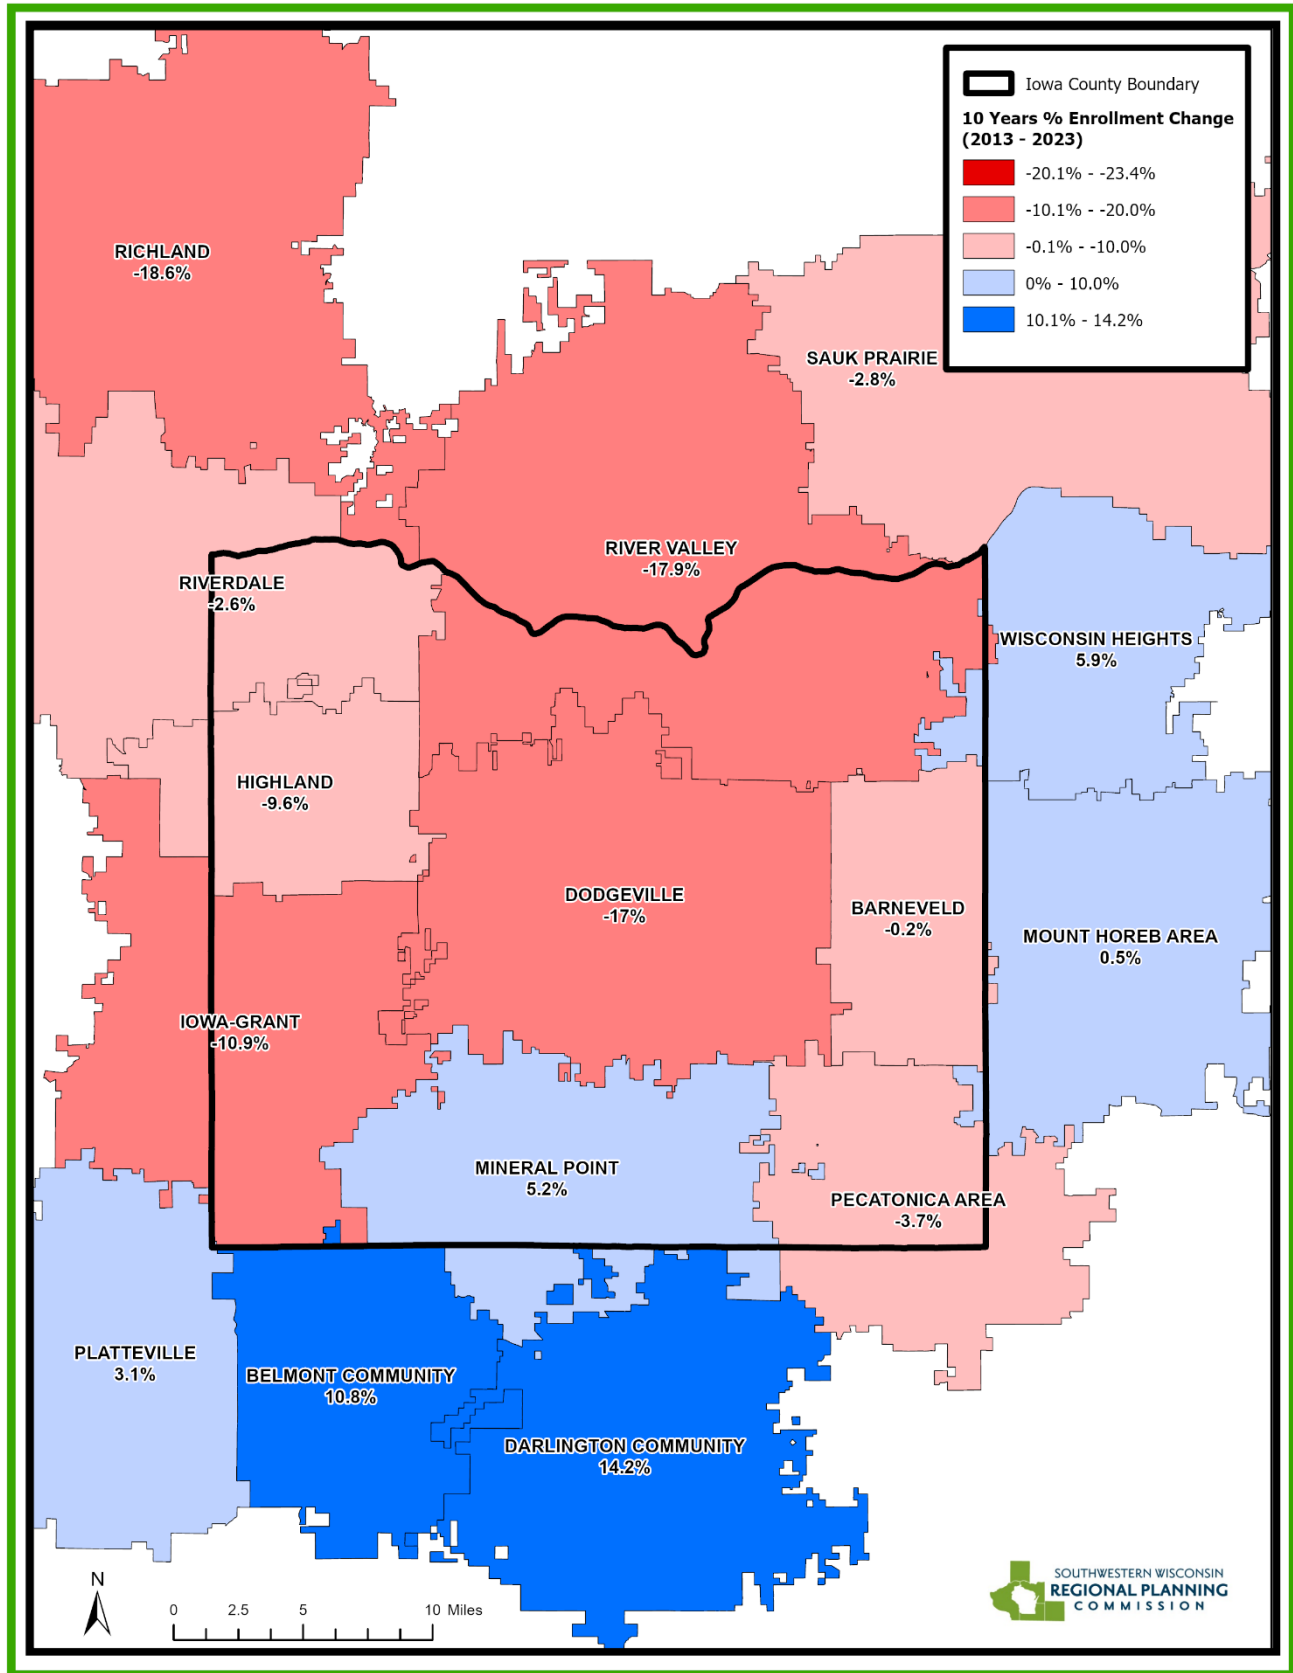 Iowa County Boundary
10 Years % Enrollment Change
(2013 - 2023)
-20.1% - -23.4%
-10.1% - -20.0%
-0.1% - -10.0%
0% - 10.0%
10.1% - 14.2%
RICHLAND
-18.6%
SAUK PRAIRIE
-2.8%
RIVER VALLEY
-17.9%
RIVERDALE
-2.6%
WISCONSIN HEIGHTS
5.9%
HIGHLAND
-9.6%
DODGEVILLE
-17%
BARNEVELD
-0.2%
MOUNT HOREB AREA
0.5%
IOWA-GRANT
-10.9%
MINERAL POINT
5.2%
PECATONICA AREA
-3.7%
PLATTEVILLE
3.1%
BELMONT COMMUNITY
10.8%
DARLINGTON COMMUNITY
14.2%
N
0 2.5 5 10 Miles
SOUTHWESTERN WISCONSIN
REGIONAL PLANNING
COMMISSION